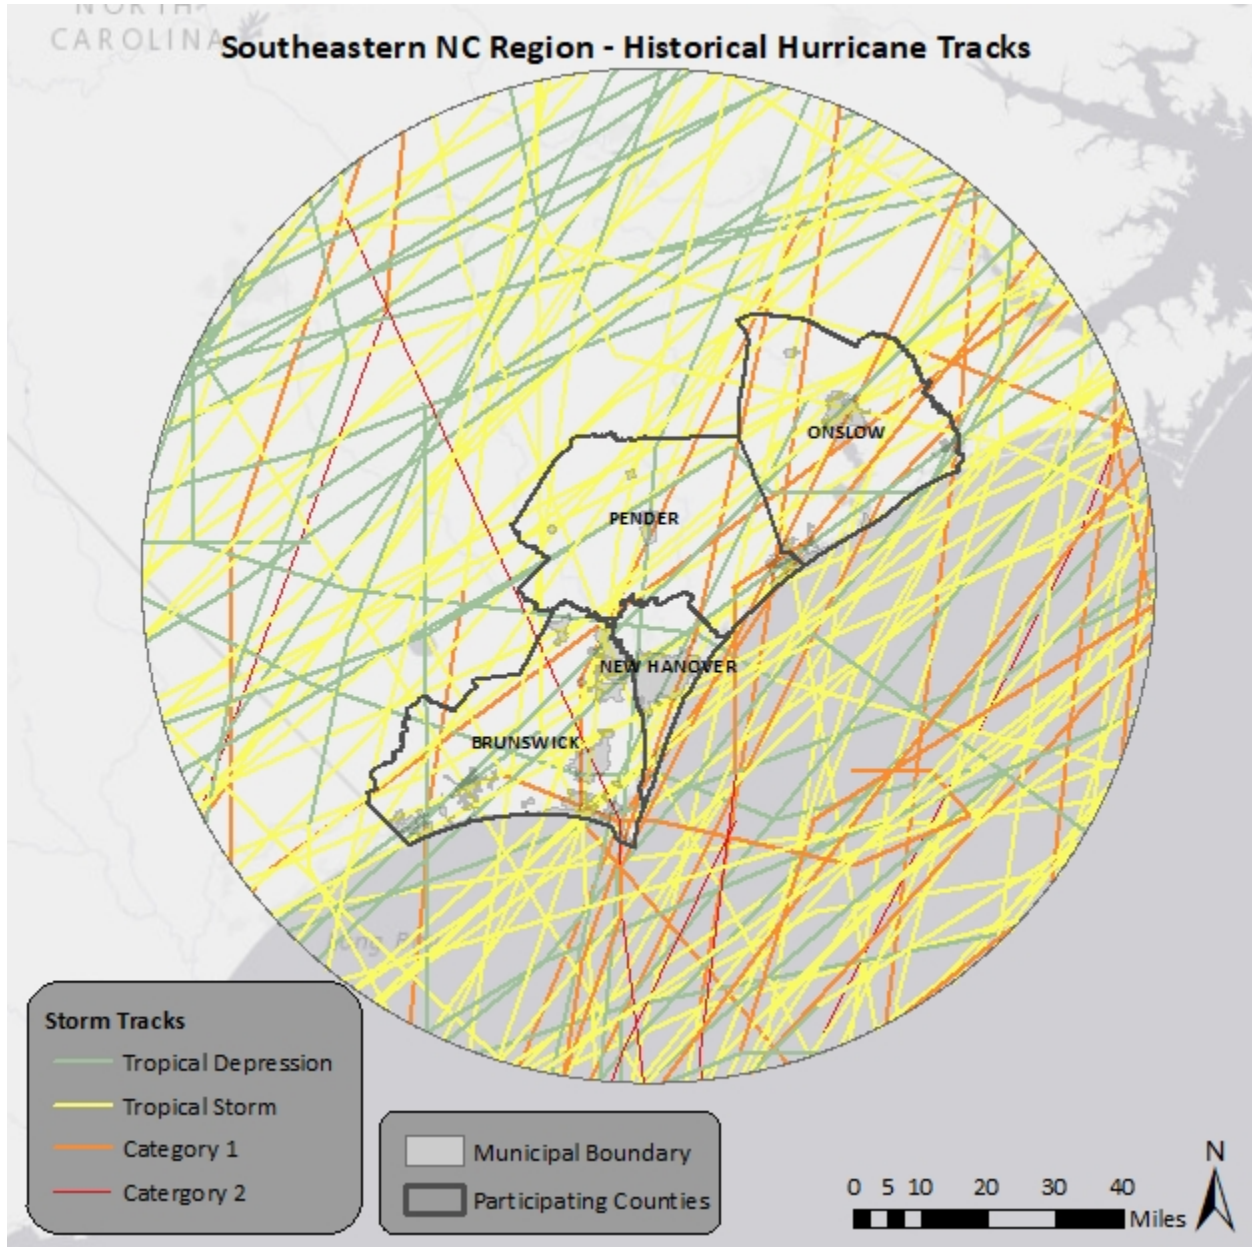 NORTH
CAROLINA
Southeastern NC Region - Historical Hurricane Tracks
ONSLOW
PENDER
NEW HANOVER
BRUNSWICK
Storm Tracks
Tropical Depression
Tropical Storm
Category 1
Catergory 2
Municipal Boundary
Participating Counties
N
0 5 10 20 30 40
Miles